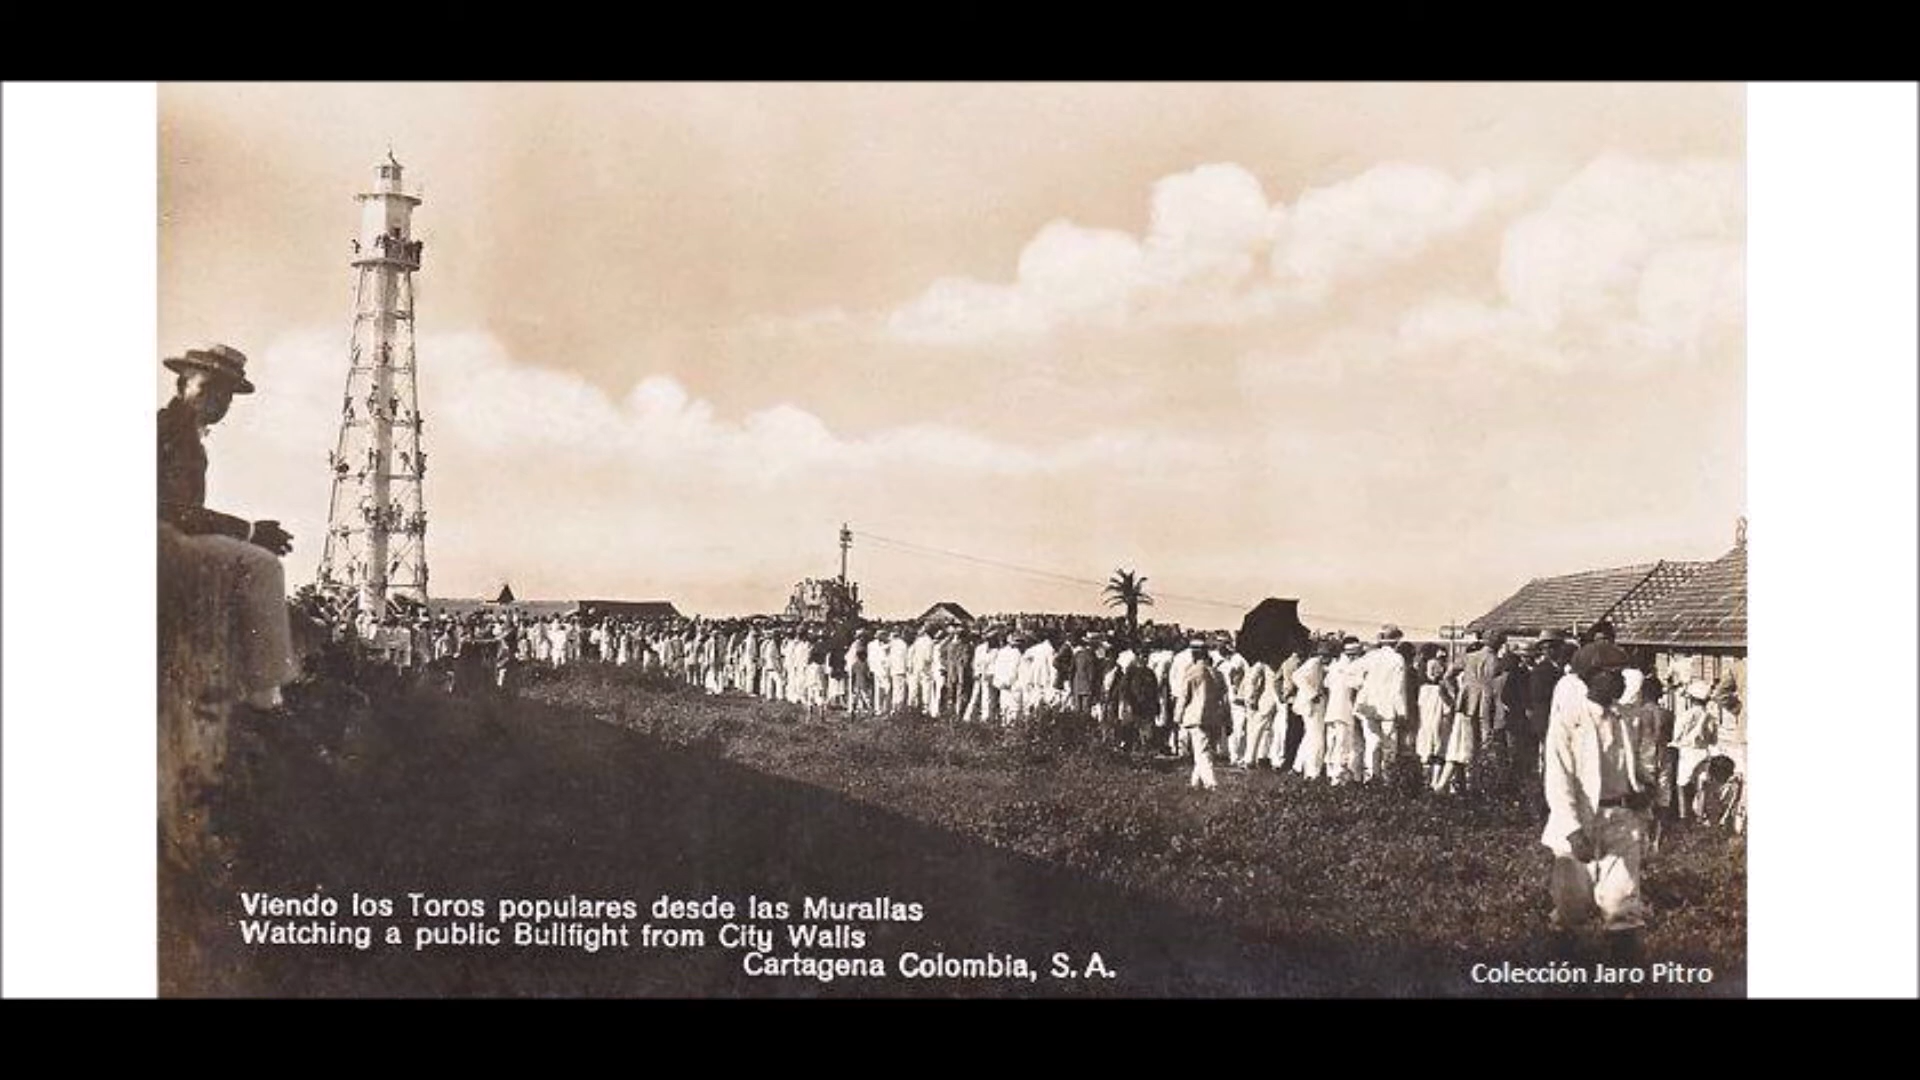 Viendo los Toros populares desde las Murallas
Watching a public Bullfight from City Walls
Cartagena Colombia, S. A.
Colección Jaro Pitro